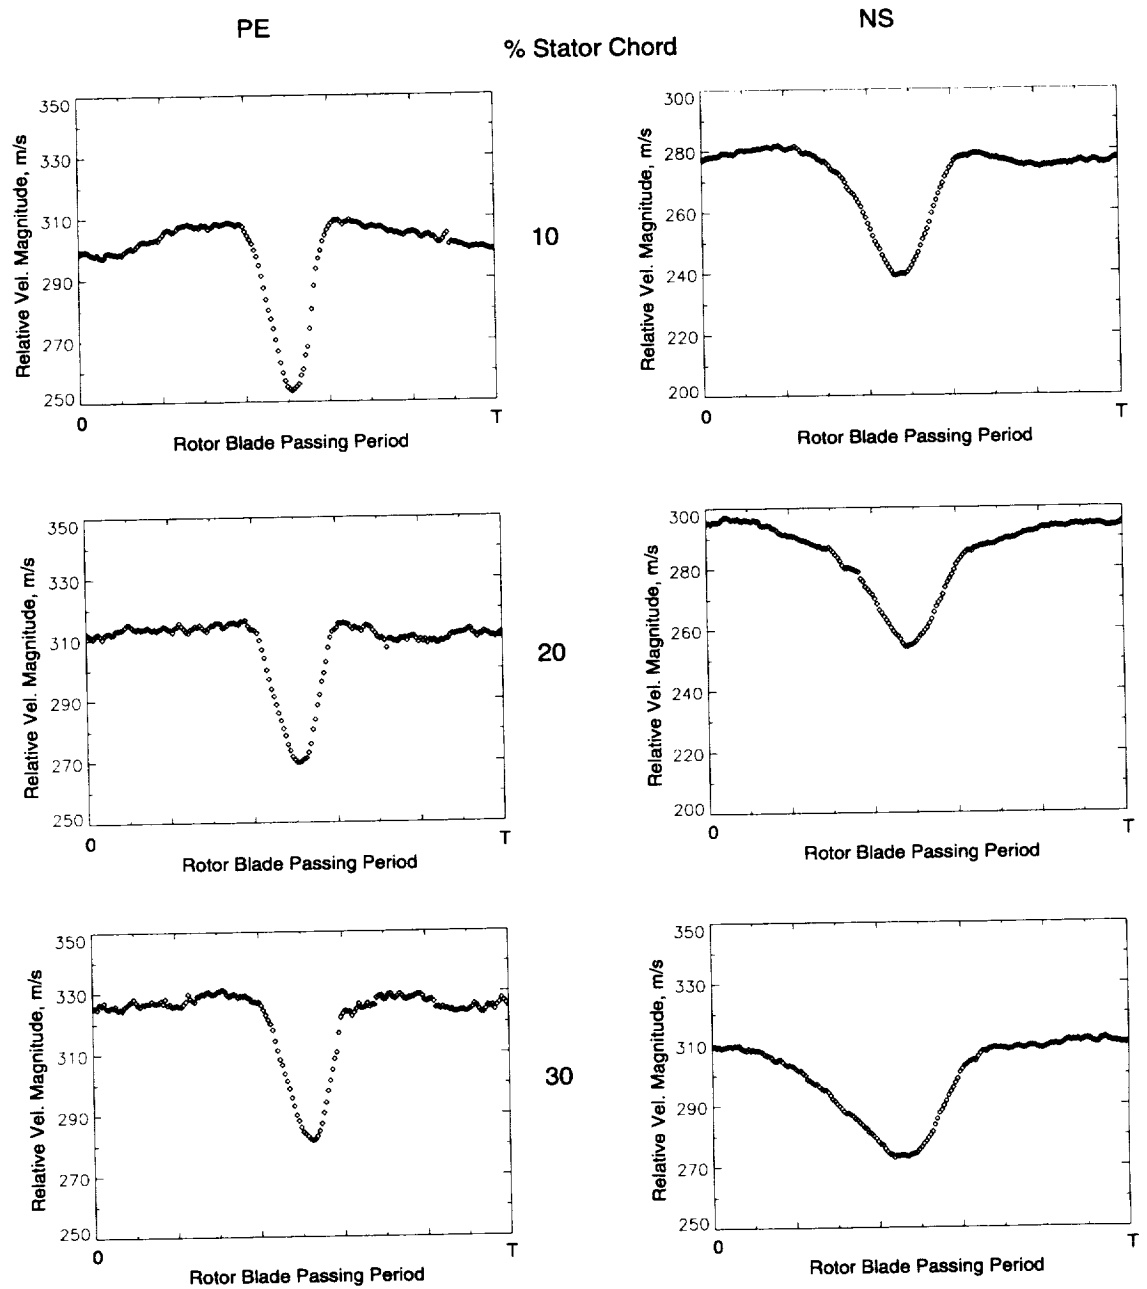 PE
NS
% Stator Chord
350
330
310
290
270
250
Relative Vel. Magnitude, m/s
0
T
Rotor Blade Passing Period
10
300
280
260
240
220
200
Relative Vel. Magnitude, m/s
0
T
Rotor Blade Passing Period
350
330
310
290
270
250
Relative Vel. Magnitude, m/s
0
T
Rotor Blade Passing Period
20
300
280
260
240
220
200
Relative Vel. Magnitude, m/s
0
T
Rotor Blade Passing Period
350
330
310
290
270
250
Relative Vel. Magnitude, m/s
0
T
Rotor Blade Passing Period
30
350
330
310
290
270
250
Relative Vel. Magnitude, m/s
0
T
Rotor Blade Passing Period